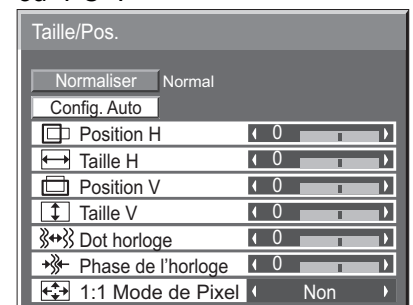 Taille/Pos.
Normaliser Normal
Config. Auto
Position H 0
Taille H 0
Position V 0
Taille V 0
Dot horloge 0
Phase de l'horloge 0
1:1 Mode de Pixel Non